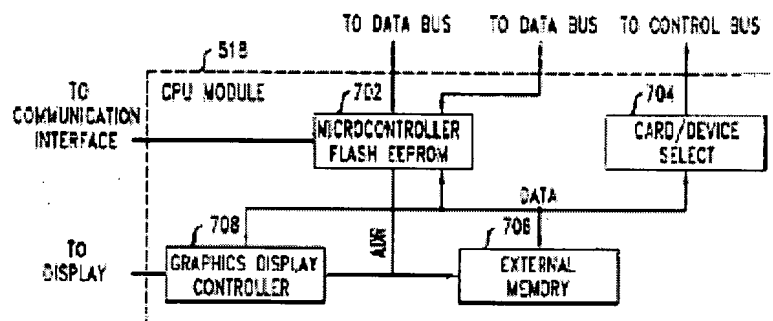 TO DATA BUS
TO DATA BUS
TO CONTROL BUS
518
TO COMMUNICATION INTERFACE
CPU MODULE
702
MICROCONTROLLER
FLASH EEPROM
704
CARD/DEVICE
SELECT
DATA
TO DISPLAY
708
GRAPHICS DISPLAY
CONTROLLER
ADR
706
EXTERNAL
MEMORY